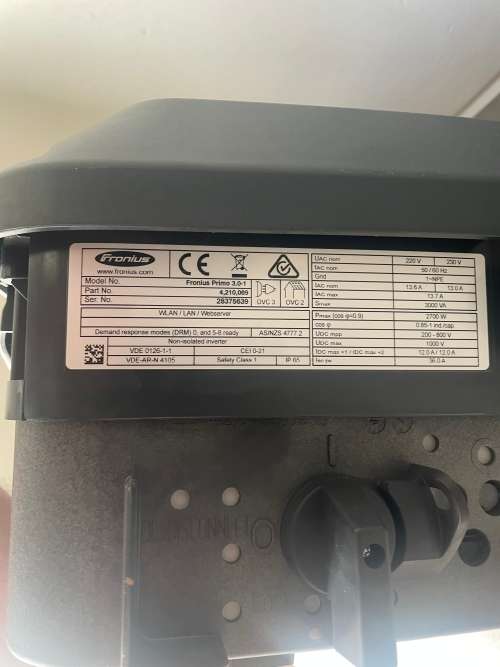 Fronius
www.fronius.com
CE
Model No. Fronius Primo 3.0-1
Part No. 4,210,069
Ser. No. 28375639
OVC 3 OVC 2
WLAN / LAN / Webserver
Demand response modes (DRM) 0, and 5-8 ready AS/NZS 4777.2
Non-isolated inverter
VDE 0126-1-1 CEI 0-21
VDE-AR-N 4105 Safety Class 1 IP 65
UAC nom 220 V 230 V
fAC nom 50 / 60 Hz
Grid 1~NPE
IAC nom 13.6 A 13.0 A
IAC max 13.7 A
Smax 3000 VA
Pmax (cos φ=0.9) 2700 W
cos φ 0.85-1 ind./cap.
UDC mpp 200 - 800 V
UDC max 1000 V
IDC max +1 / IDC max +2 12.0 A / 12.0 A
Isc pv 36.0 A